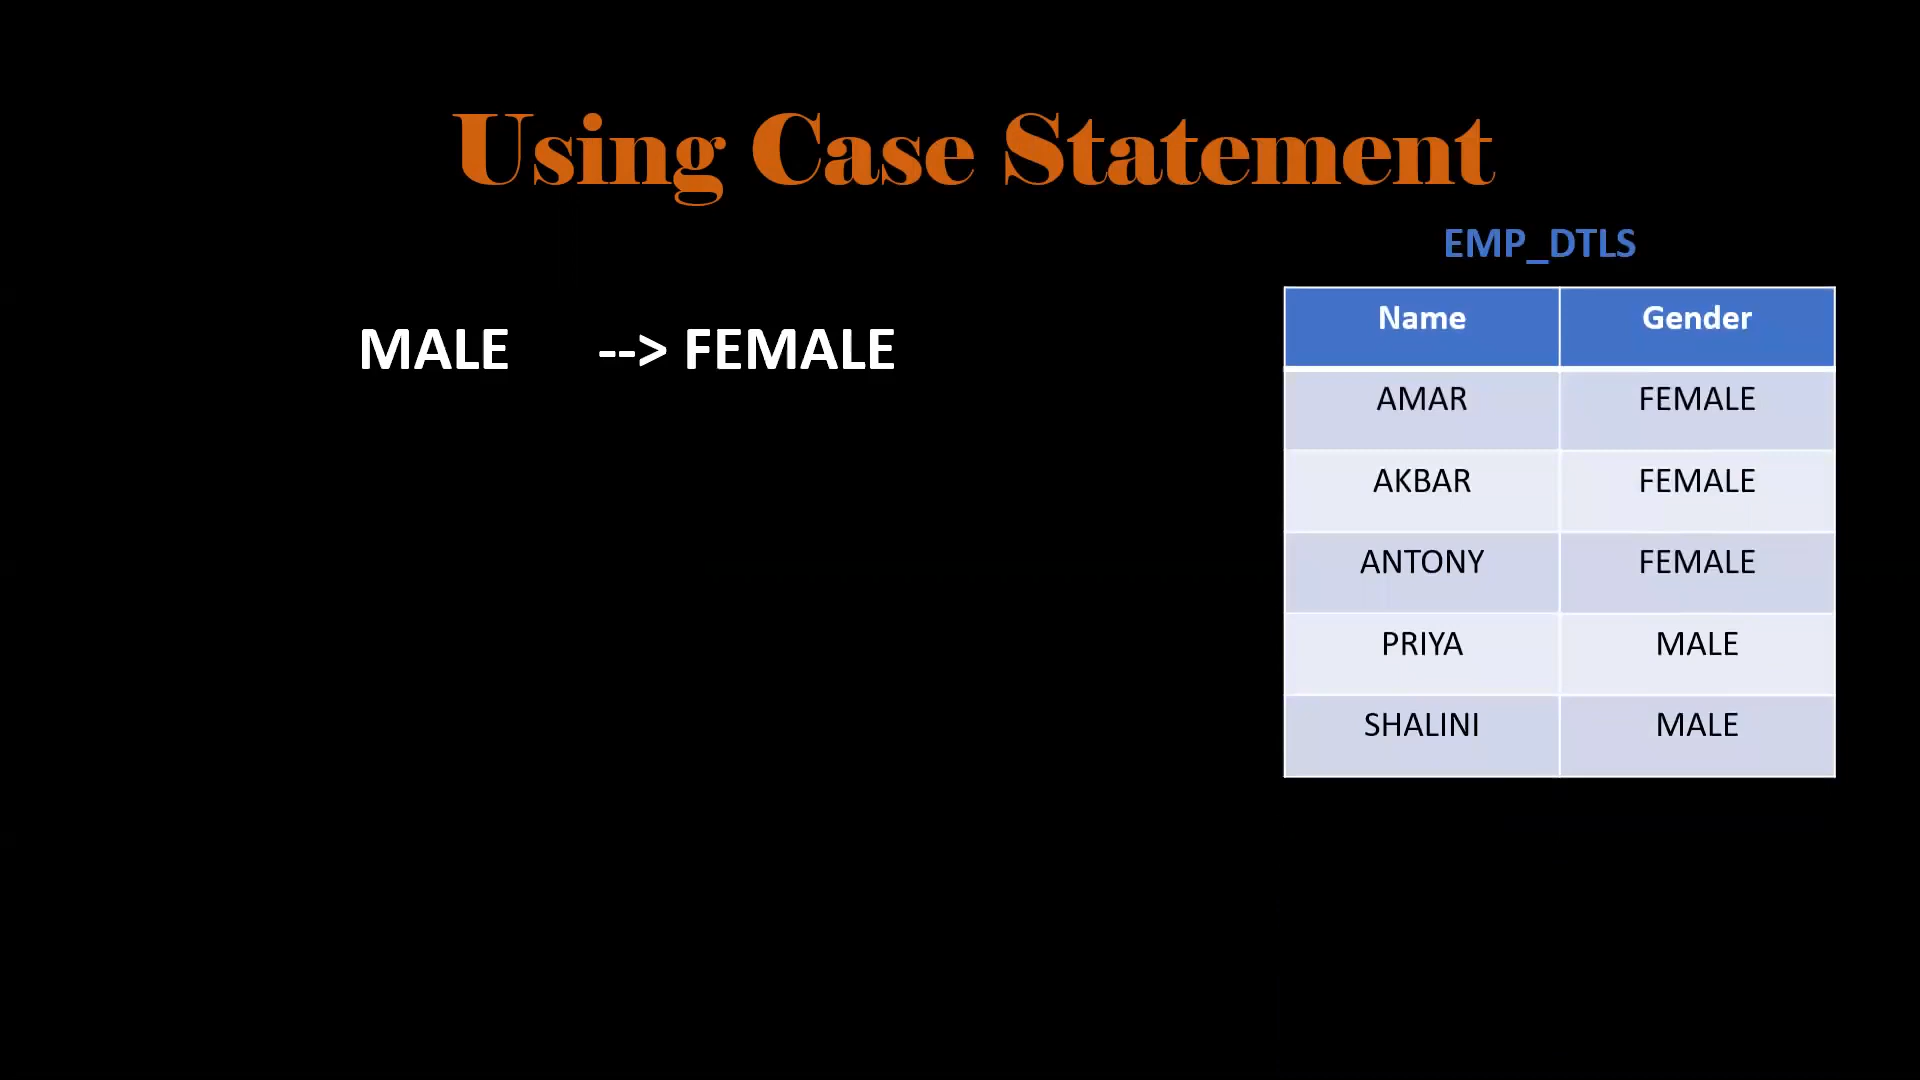 Using Case Statement
EMP_DTLS
MALE --> FEMALE
Name Gender
AMAR FEMALE
AKBAR FEMALE
ANTONY FEMALE
PRIYA MALE
SHALINI MALE